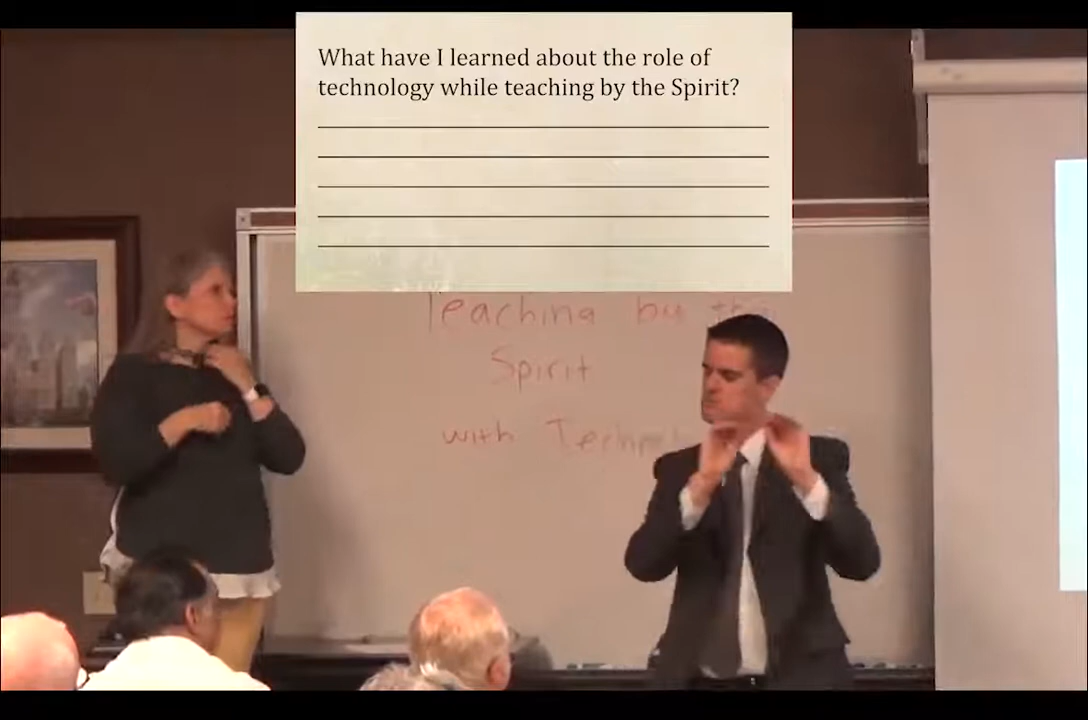 What have I learned about the role of
technology while teaching by the Spirit?
Teaching by
Spirit
with